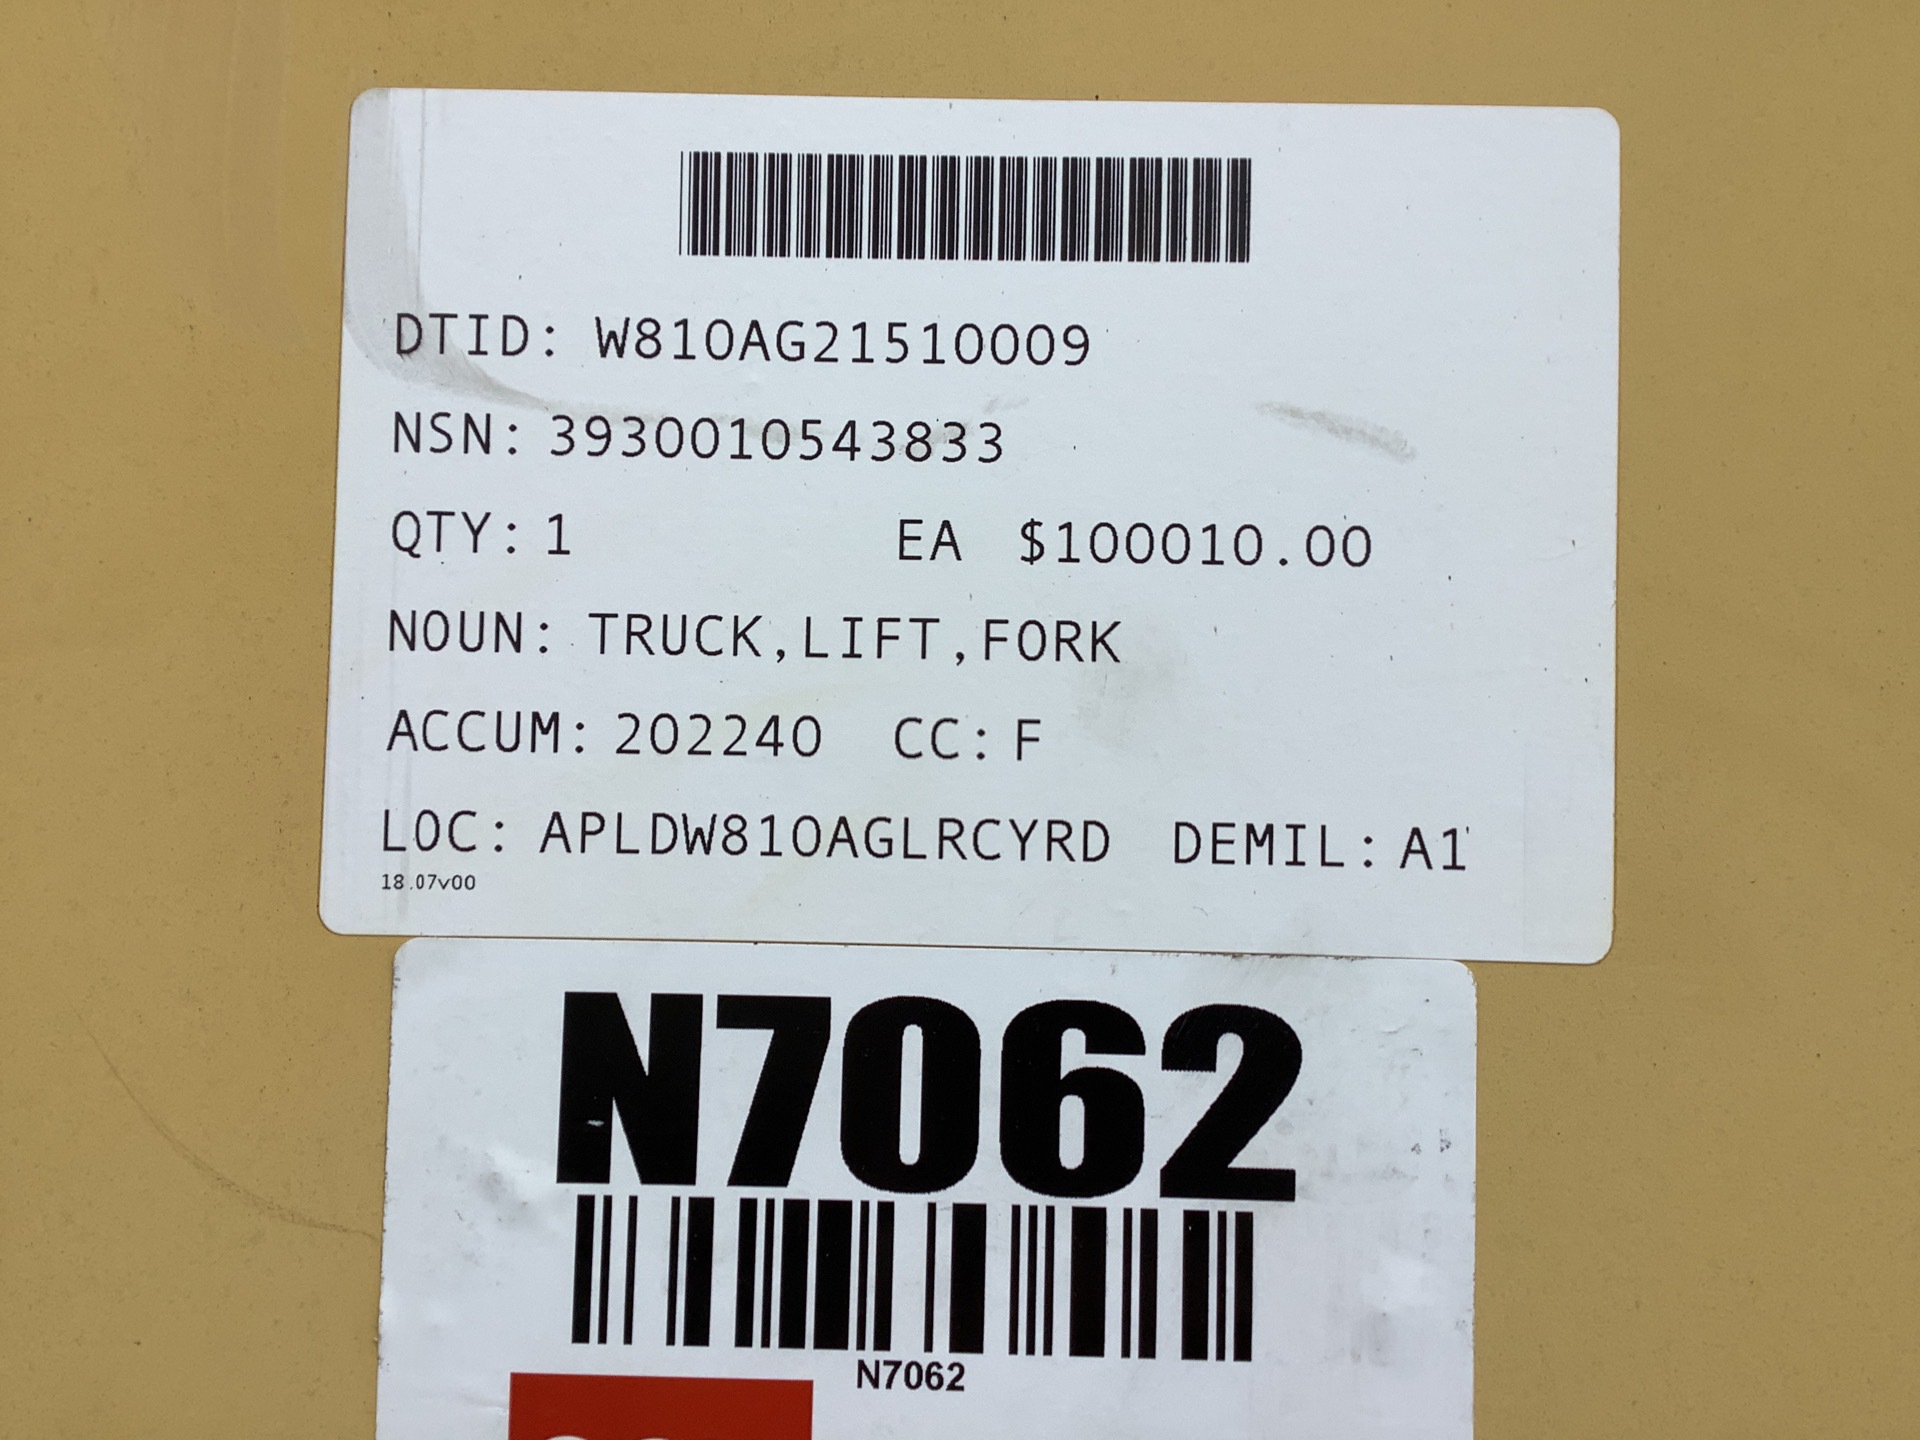 DTID: W810AG21510009
NSN: 3930010543833
QTY: 1 EA $100010.00
NOUN: TRUCK,LIFT,FORK
ACCUM: 202240 CC: F
LOC: APLDW810AGLRCYRD DEMIL: A1
18.07v00
N7062
N7062